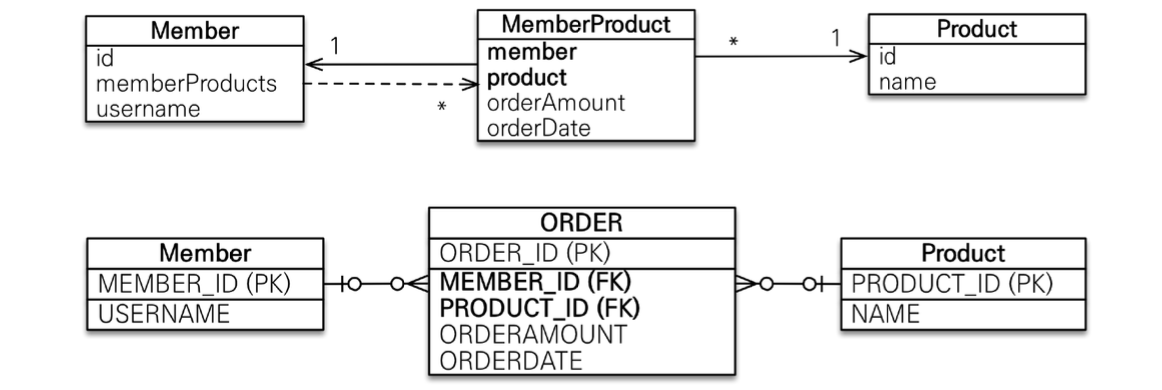 Member
id
memberProducts
username
1
*
MemberProduct
member
product
orderAmount
orderDate
*
1
Product
id
name
Member
MEMBER_ID (PK)
USERNAME
ORDER
ORDER_ID (PK)
MEMBER_ID (FK)
PRODUCT_ID (FK)
ORDERAMOUNT
ORDERDATE
Product
PRODUCT_ID (PK)
NAME